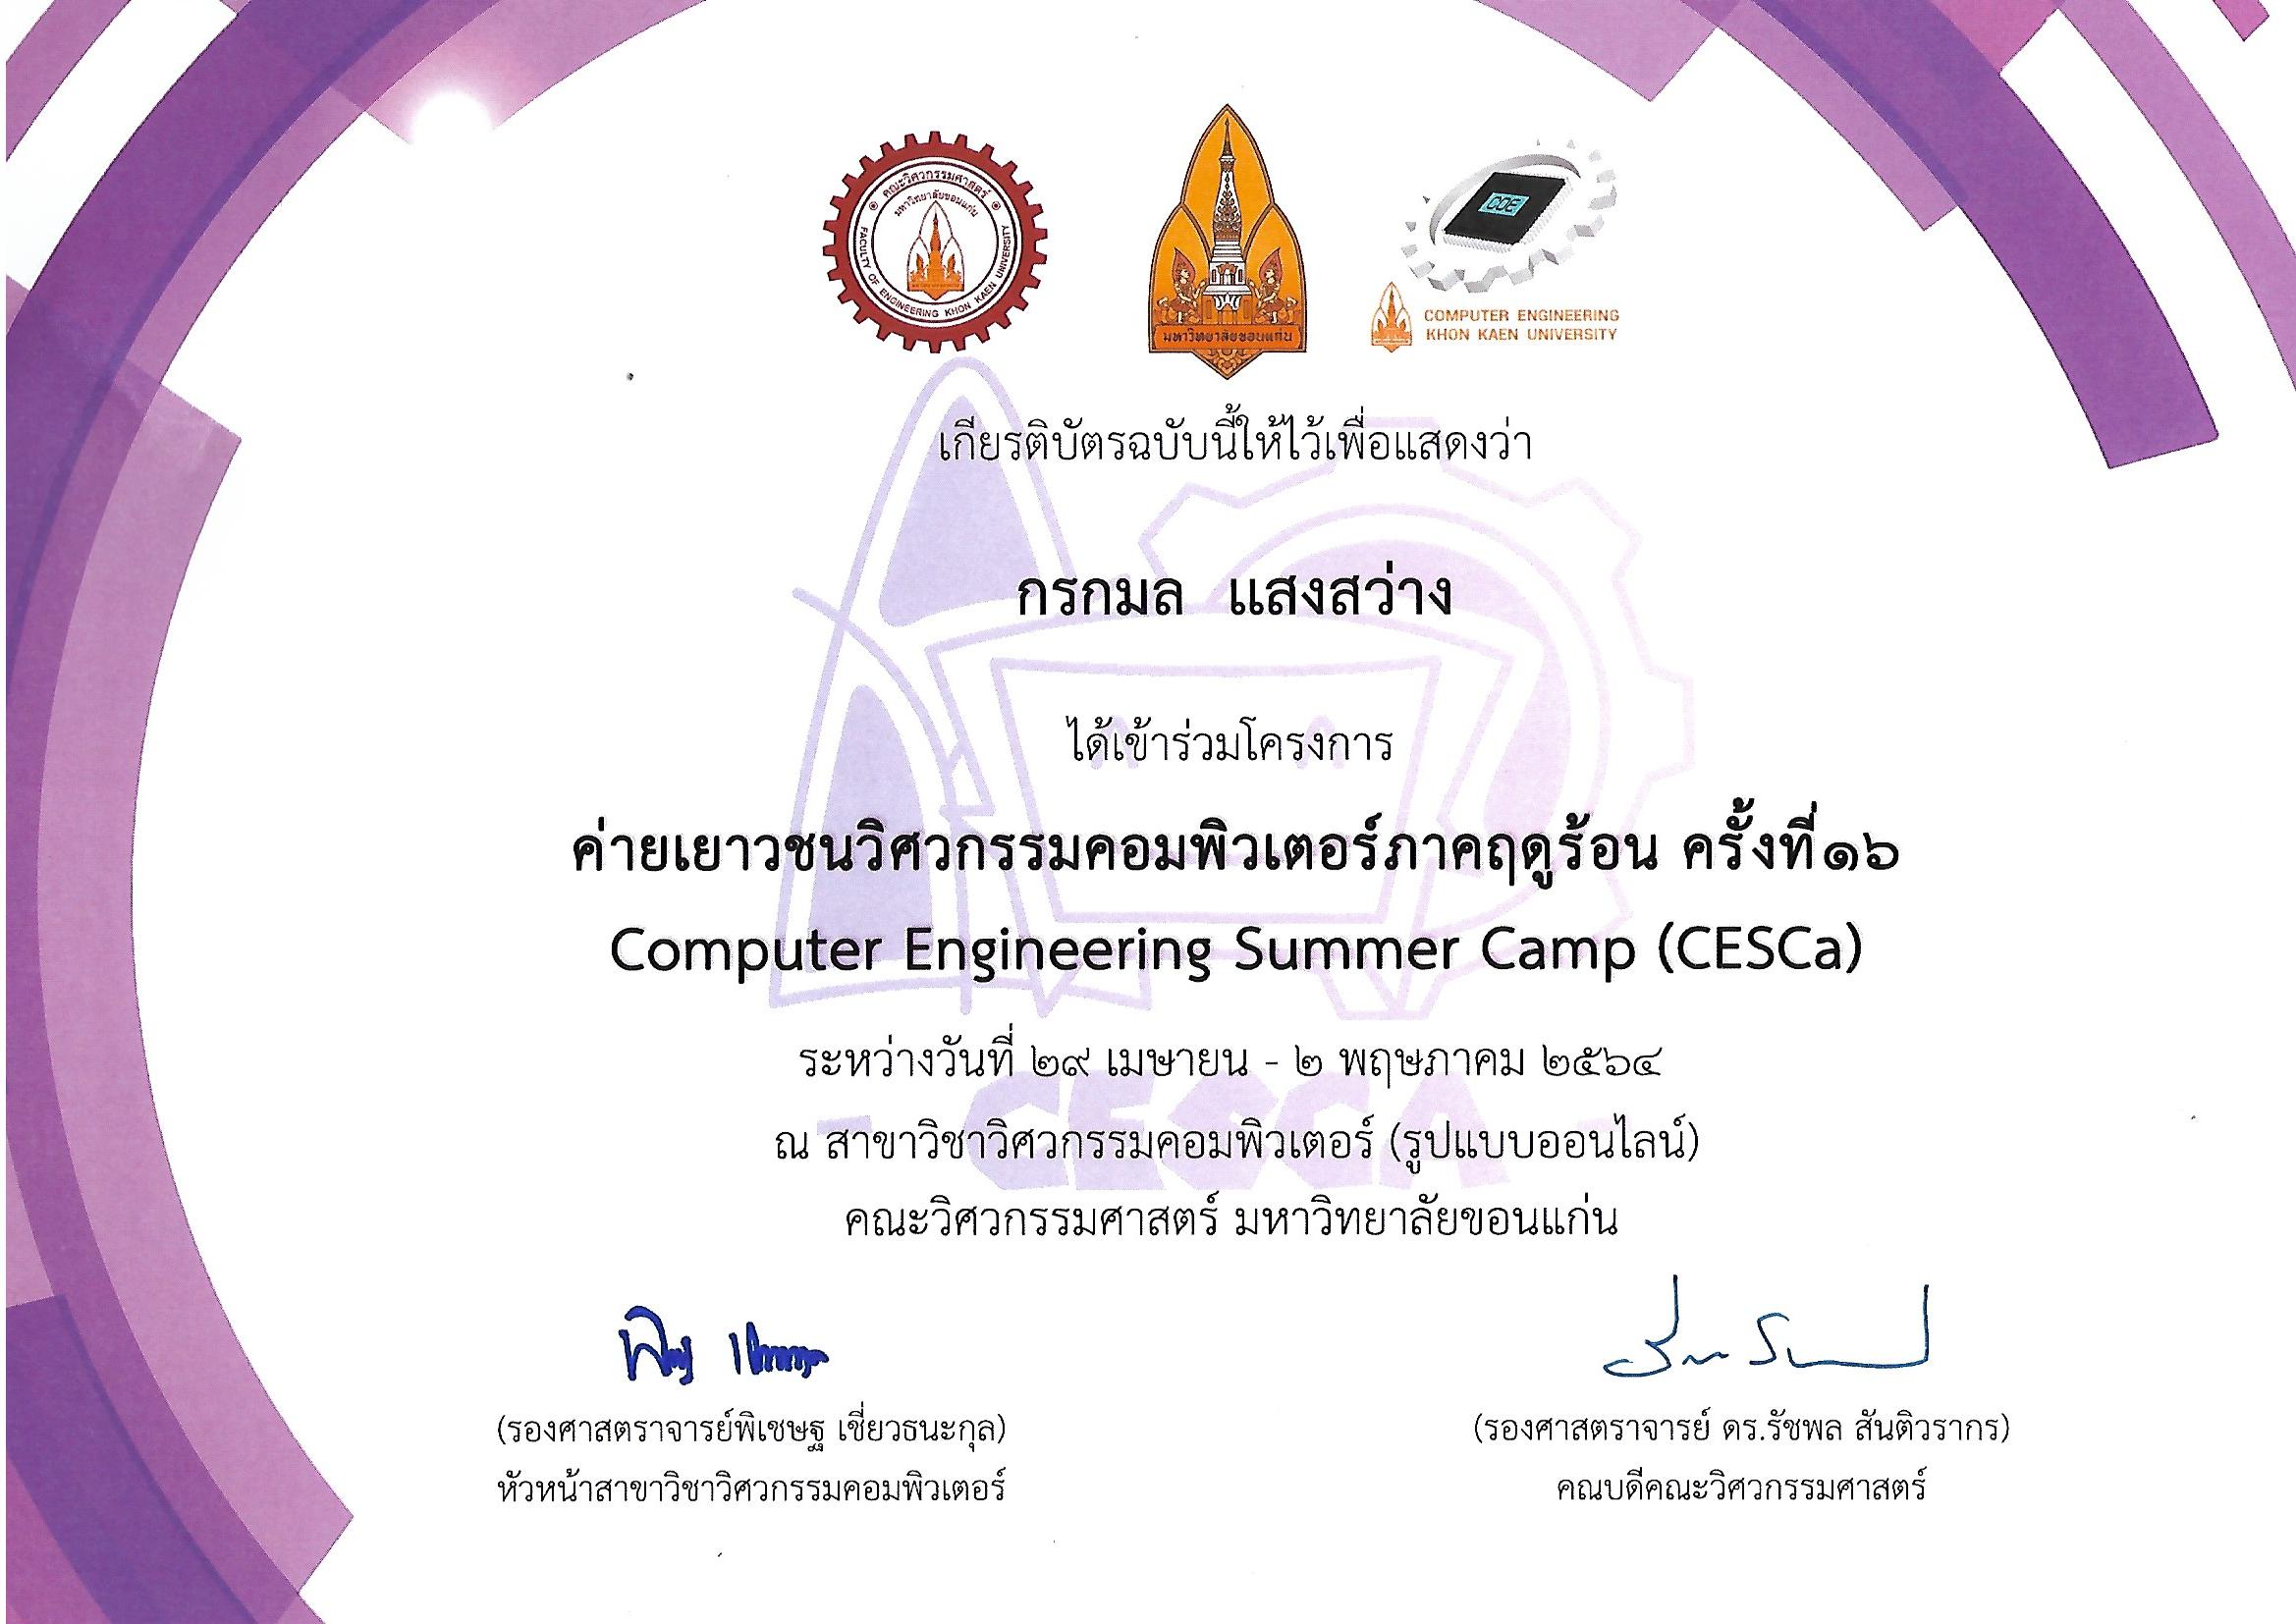 คณะวิศวกรรมศาสตร์
มหาวิทยาลัยขอนแก่น
FACULTY OF ENGINEERING KHON KAEN UNIVERSITY
มหาวิทยาลัยขอนแก่น
COE
COMPUTER ENGINEERING
KHON KAEN UNIVERSITY
เกียรติบัตรฉบับนี้ให้ไว้เพื่อแสดงว่า
กรกมล แสงสว่าง
ได้เข้าร่วมโครงการ
ค่ายเยาวชนวิศวกรรมคอมพิวเตอร์ภาคฤดูร้อน ครั้งที่๑๖
Computer Engineering Summer Camp (CESCa)
ระหว่างวันที่ ๒๙ เมษายน - ๒ พฤษภาคม ๒๕๖๔
- CESCA -
ณ สาขาวิชาวิศวกรรมคอมพิวเตอร์ (รูปแบบออนไลน์)
คณะวิศวกรรมศาสตร์ มหาวิทยาลัยขอนแก่น
(รองศาสตราจารย์พิเชษฐ เชี่ยวธนะกุล)
หัวหน้าสาขาวิชาวิศวกรรมคอมพิวเตอร์
(รองศาสตราจารย์ ดร.รัชพล สันติวรากร)
คณบดีคณะวิศวกรรมศาสตร์